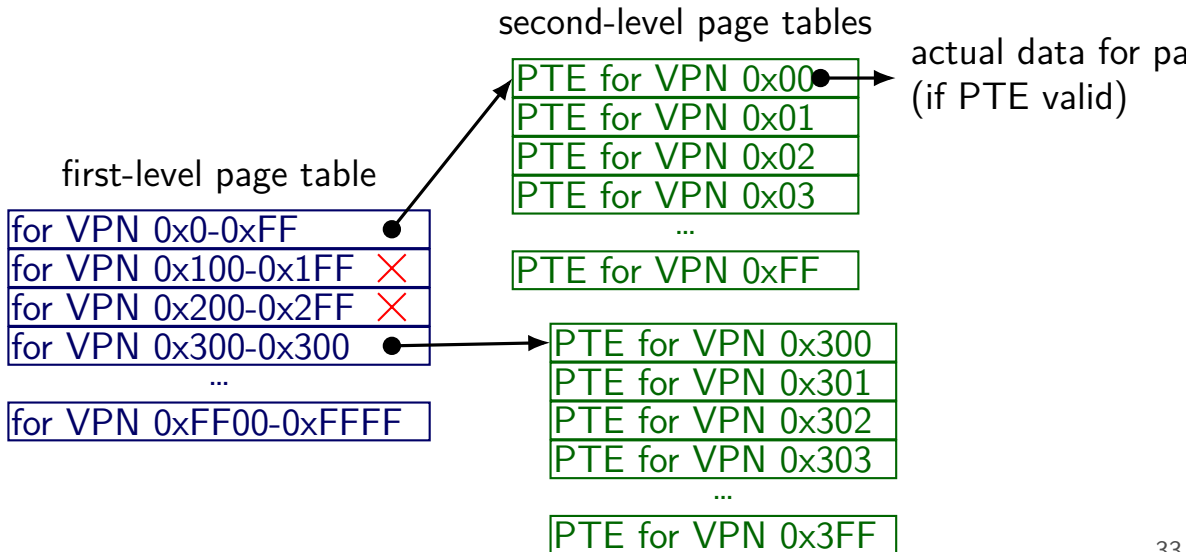 second-level page tables
PTE for VPN 0x00
PTE for VPN 0x01
PTE for VPN 0x02
PTE for VPN 0x03
...
PTE for VPN 0xFF
actual data for pa
(if PTE valid)
first-level page table
for VPN 0x0-0xFF
for VPN 0x100-0x1FF
for VPN 0x200-0x2FF
for VPN 0x300-0x300
...
for VPN 0xFF00-0xFFFF
PTE for VPN 0x300
PTE for VPN 0x301
PTE for VPN 0x302
PTE for VPN 0x303
...
PTE for VPN 0x3FF
33